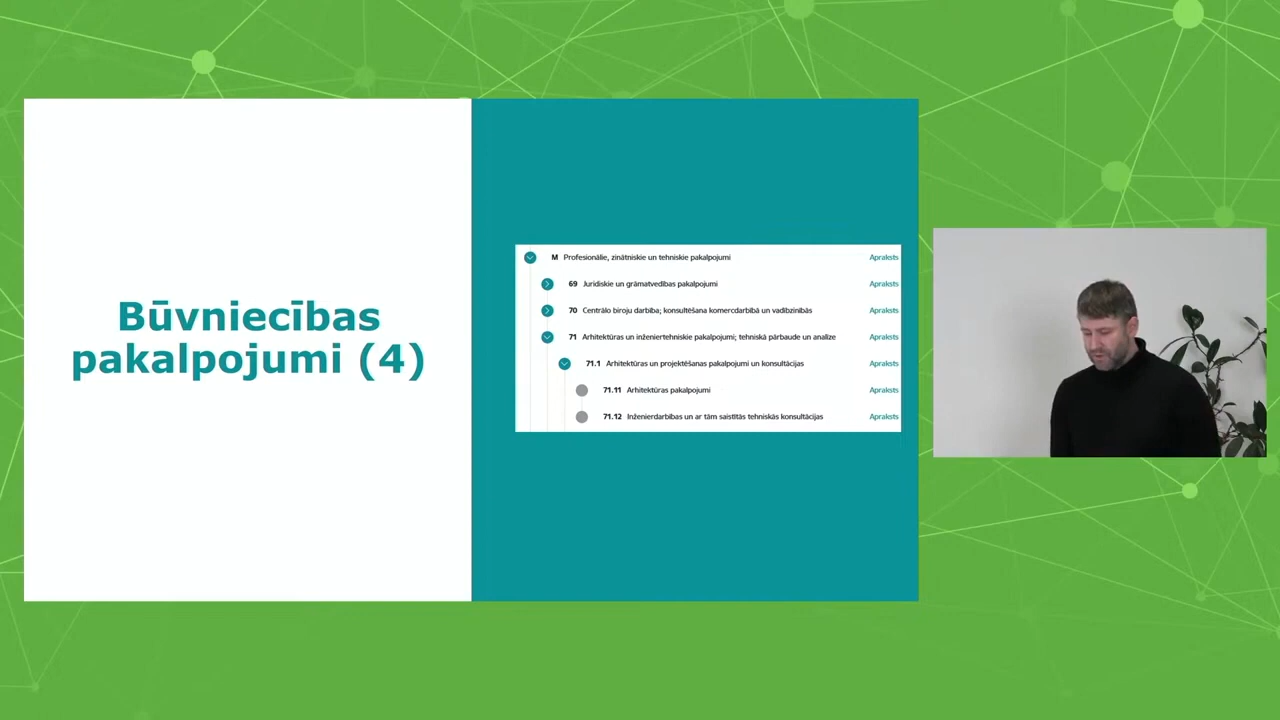 Būvniecības
pakalpojumi (4)
M Profesionālie, zinātniskie un tehniskie pakalpojumi Apraksts
69 Juridiskie un grāmatvedības pakalpojumi Apraksts
70 Centrālo biroju darbība; konsultēšana komercdarbībā un vadībzinībās Apraksts
71 Arhitektūras un inženiertehniskie pakalpojumi; tehniskā pārbaude un analīze Apraksts
71.1 Arhitektūras un projektēšanas pakalpojumi un konsultācijas Apraksts
71.11 Arhitektūras pakalpojumi Apraksts
71.12 Inženierdarbības un ar tām saistītās tehniskās konsultācijas Apraksts